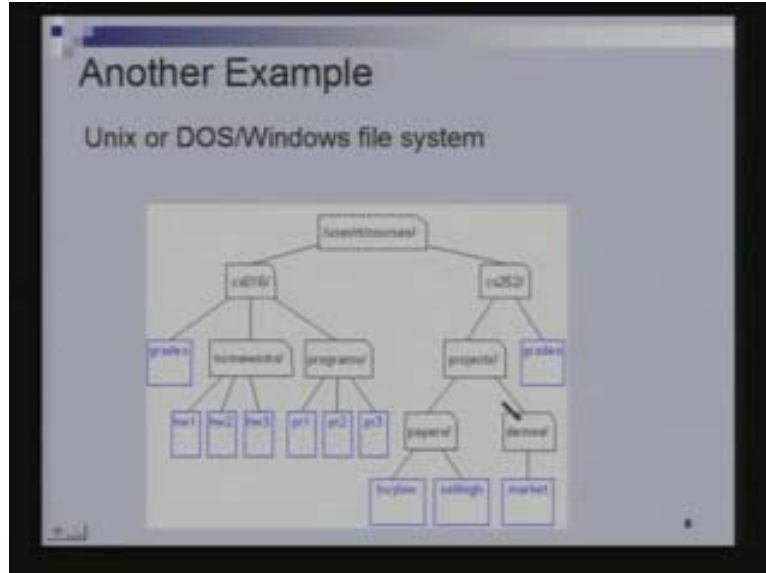 Another Example
Unix or DOS/Windows file system
/user/rt/courses/
cs016/ cs252/
grades homeworks/ programs/ projects/ grades
hw1 hw2 hw3 pr1 pr2 pr3 papers/ demos/
buylow sellhigh market